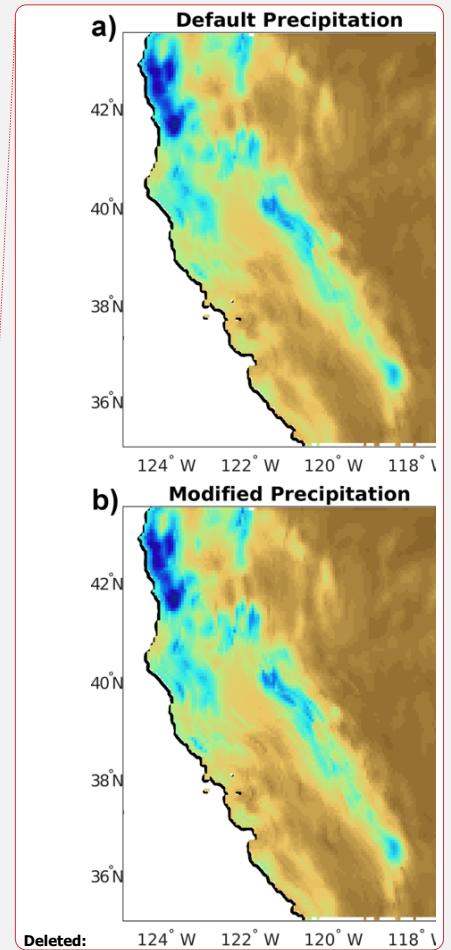 a) Default Precipitation
42°N
40°N
38°N
36°N
124° W 122° W 120° W 118°
b) Modified Precipitation
42°N
40°N
38°N
36°N
Deleted: 124° W 122° W 120° W 118°